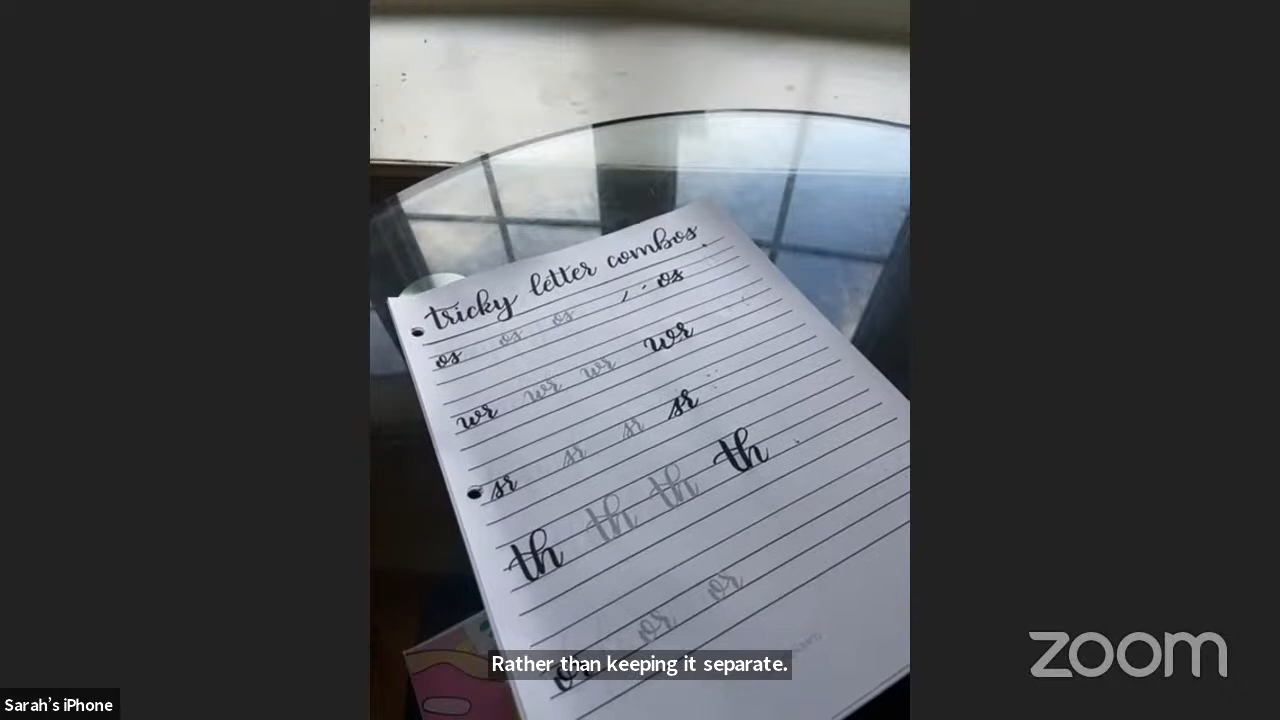 tricky letter combos
os os os os
wr wr wr wr
sr sr sr sr
th th th th
or or or
Rather than keeping it separate.
zoom
Sarah's iPhone